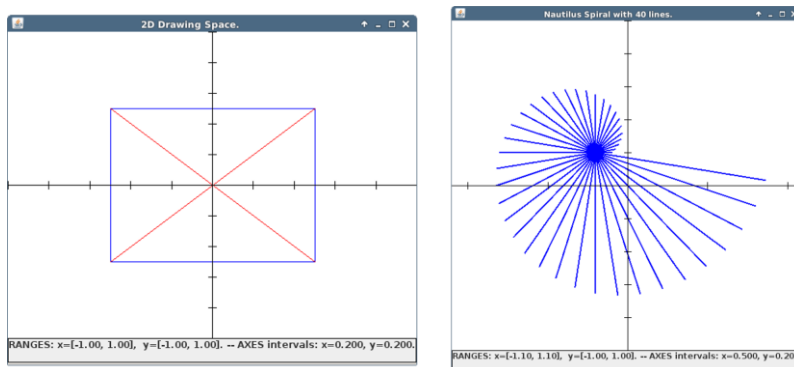 2D Drawing Space.
RANGES: x=[-1.00, 1.00], y=[-1.00, 1.00]. -- AXES intervals: x=0.200, y=0.200.
Nautilus Spiral with 40 lines.
RANGES: x=[-1.10, 1.10], y=[-1.00, 1.00]. -- AXES intervals: x=0.500, y=0.20